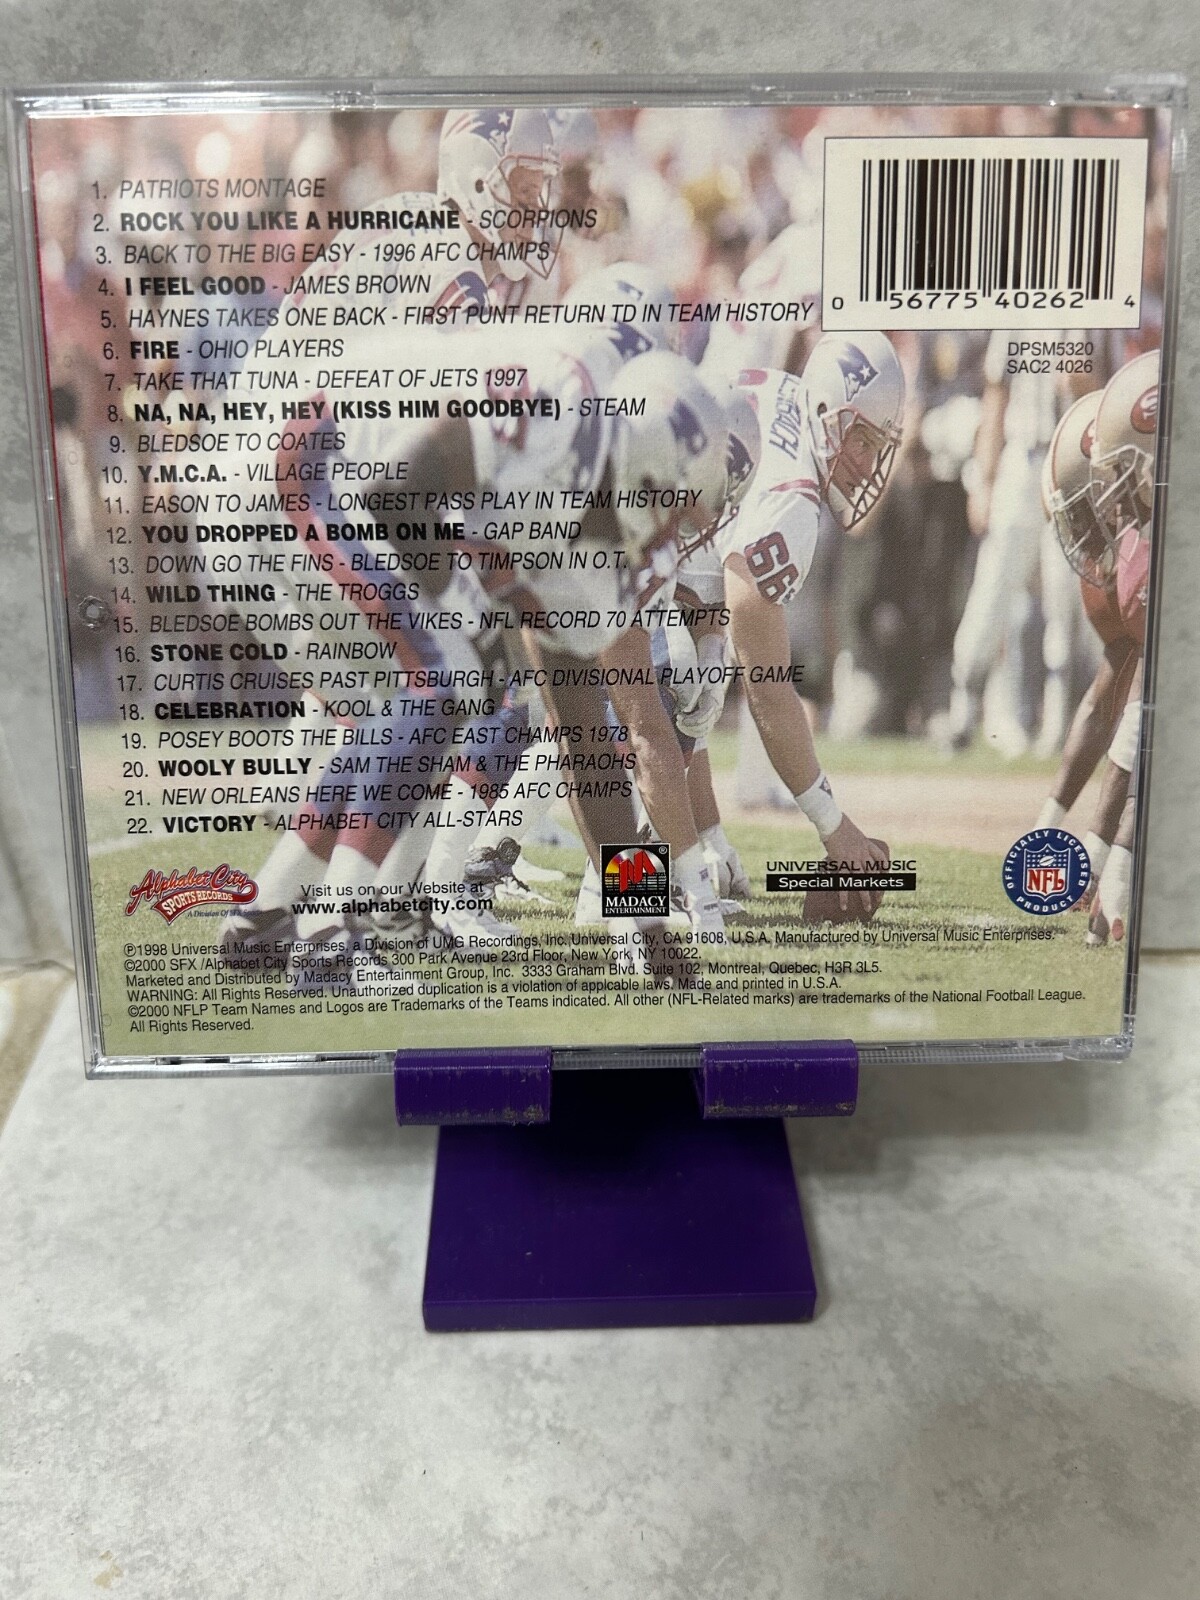 1. PATRIOTS MONTAGE
2. ROCK YOU LIKE A HURRICANE - SCORPIONS
3. BACK TO THE BIG EASY - 1996 AFC CHAMPS
4. I FEEL GOOD - JAMES BROWN
5. HAYNES TAKES ONE BACK - FIRST PUNT RETURN TD IN TEAM HISTORY
6. FIRE - OHIO PLAYERS
7. TAKE THAT TUNA - DEFEAT OF JETS 1997
8. NA, NA, HEY, HEY (KISS HIM GOODBYE) - STEAM
9. BLEDSOE TO COATES
10. Y.M.C.A. - VILLAGE PEOPLE
11. EASON TO JAMES - LONGEST PASS PLAY IN TEAM HISTORY
12. YOU DROPPED A BOMB ON ME - GAP BAND
13. DOWN GO THE FINS - BLEDSOE TO TIMPSON IN O.T.
14. WILD THING - THE TROGGS
15. BLEDSOE BOMBS OUT THE VIKES - NFL RECORD 70 ATTEMPTS
16. STONE COLD - RAINBOW
17. CURTIS CRUISES PAST PITTSBURGH - AFC DIVISIONAL PLAYOFF GAME
18. CELEBRATION - KOOL & THE GANG
19. POSEY BOOTS THE BILLS - AFC EAST CHAMPS 1978
20. WOOLY BULLY - SAM THE SHAM & THE PHARAOHS
21. NEW ORLEANS HERE WE COME - 1985 AFC CHAMPS
22. VICTORY - ALPHABET CITY ALL-STARS
0 56775 40262 4
DPSM5320
SAC2 4026
66
Alphabet City
SPORTS RECORDS
Visit us on our Website at
www.alphabetcity.com
MADACY
ENTERTAINMENT
®
UNIVERSAL MUSIC
Special Markets
OFFICIALLY LICENSED
NFL
PRODUCT
℗1998 Universal Music Enterprises, a Division of UMG Recordings, Inc. Universal City, CA 91608, U.S.A. Manufactured by Universal Music Enterprises.
©2000 SFX /Alphabet City Sports Records 300 Park Avenue 23rd Floor, New York, NY 10022.
Marketed and Distributed by Madacy Entertainment Group, Inc. 3333 Graham Blvd. Suite 102, Montreal, Quebec, H3R 3L5.
WARNING: All Rights Reserved. Unauthorized duplication is a violation of applcable laws. Made and printed in U.S.A.
©2000 NFLP Team Names and Logos are Trademarks of the Teams indicated. All other (NFL-Related marks) are trademarks of the National Football League.
All Rights Reserved.